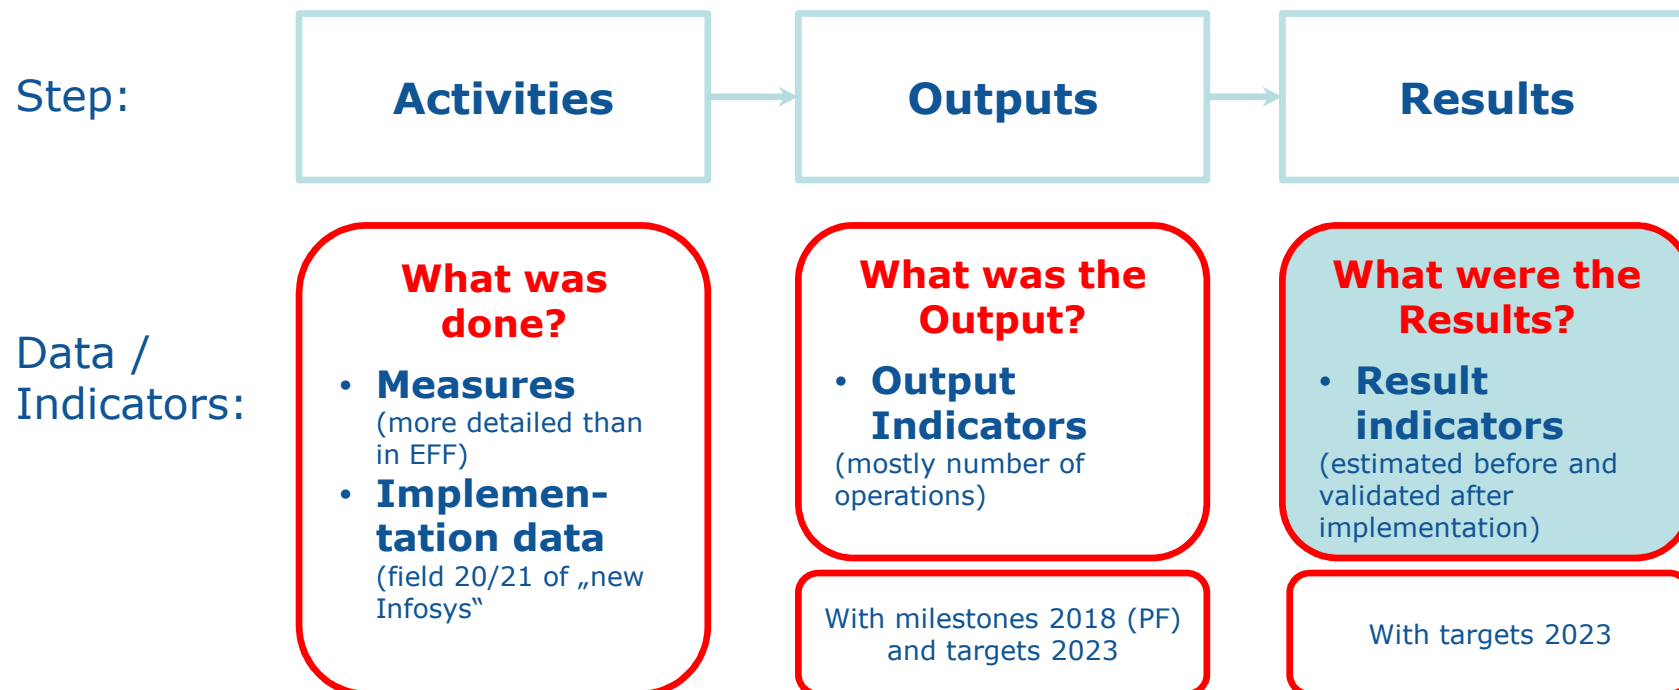 Step:
Activities
Outputs
Results
Data /
Indicators:
What was
done?
• Measures
(more detailed than
in EFF)
• Implemen-
tation data
(field 20/21 of „new
Infosys“
What was the
Output?
• Output
Indicators
(mostly number of
operations)
With milestones 2018 (PF)
and targets 2023
What were the
Results?
• Result
indicators
(estimated before and
validated after
implementation)
With targets 2023